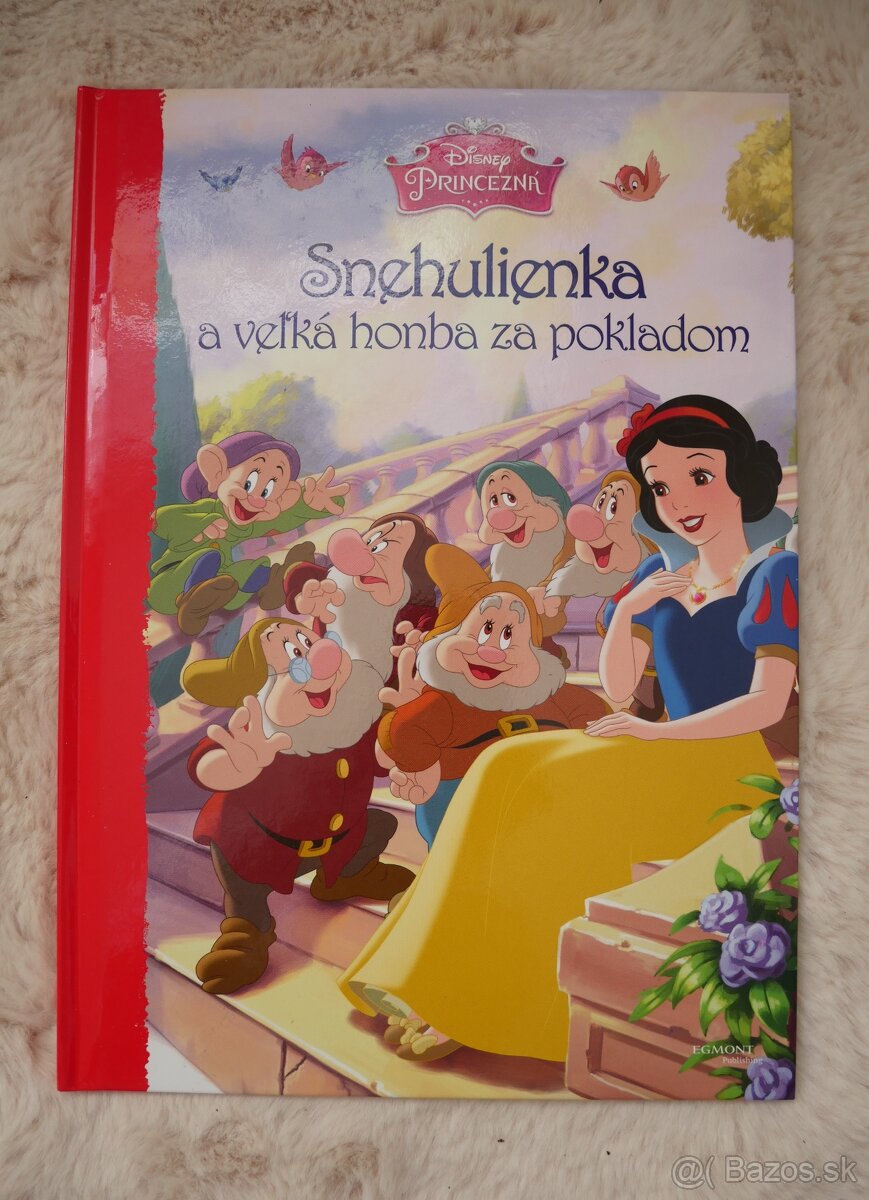 Disney
PRINCEZNÁ
Snehulienka
a veľká honba za pokladom
EGMONT
Publishing
@( Bazos.sk